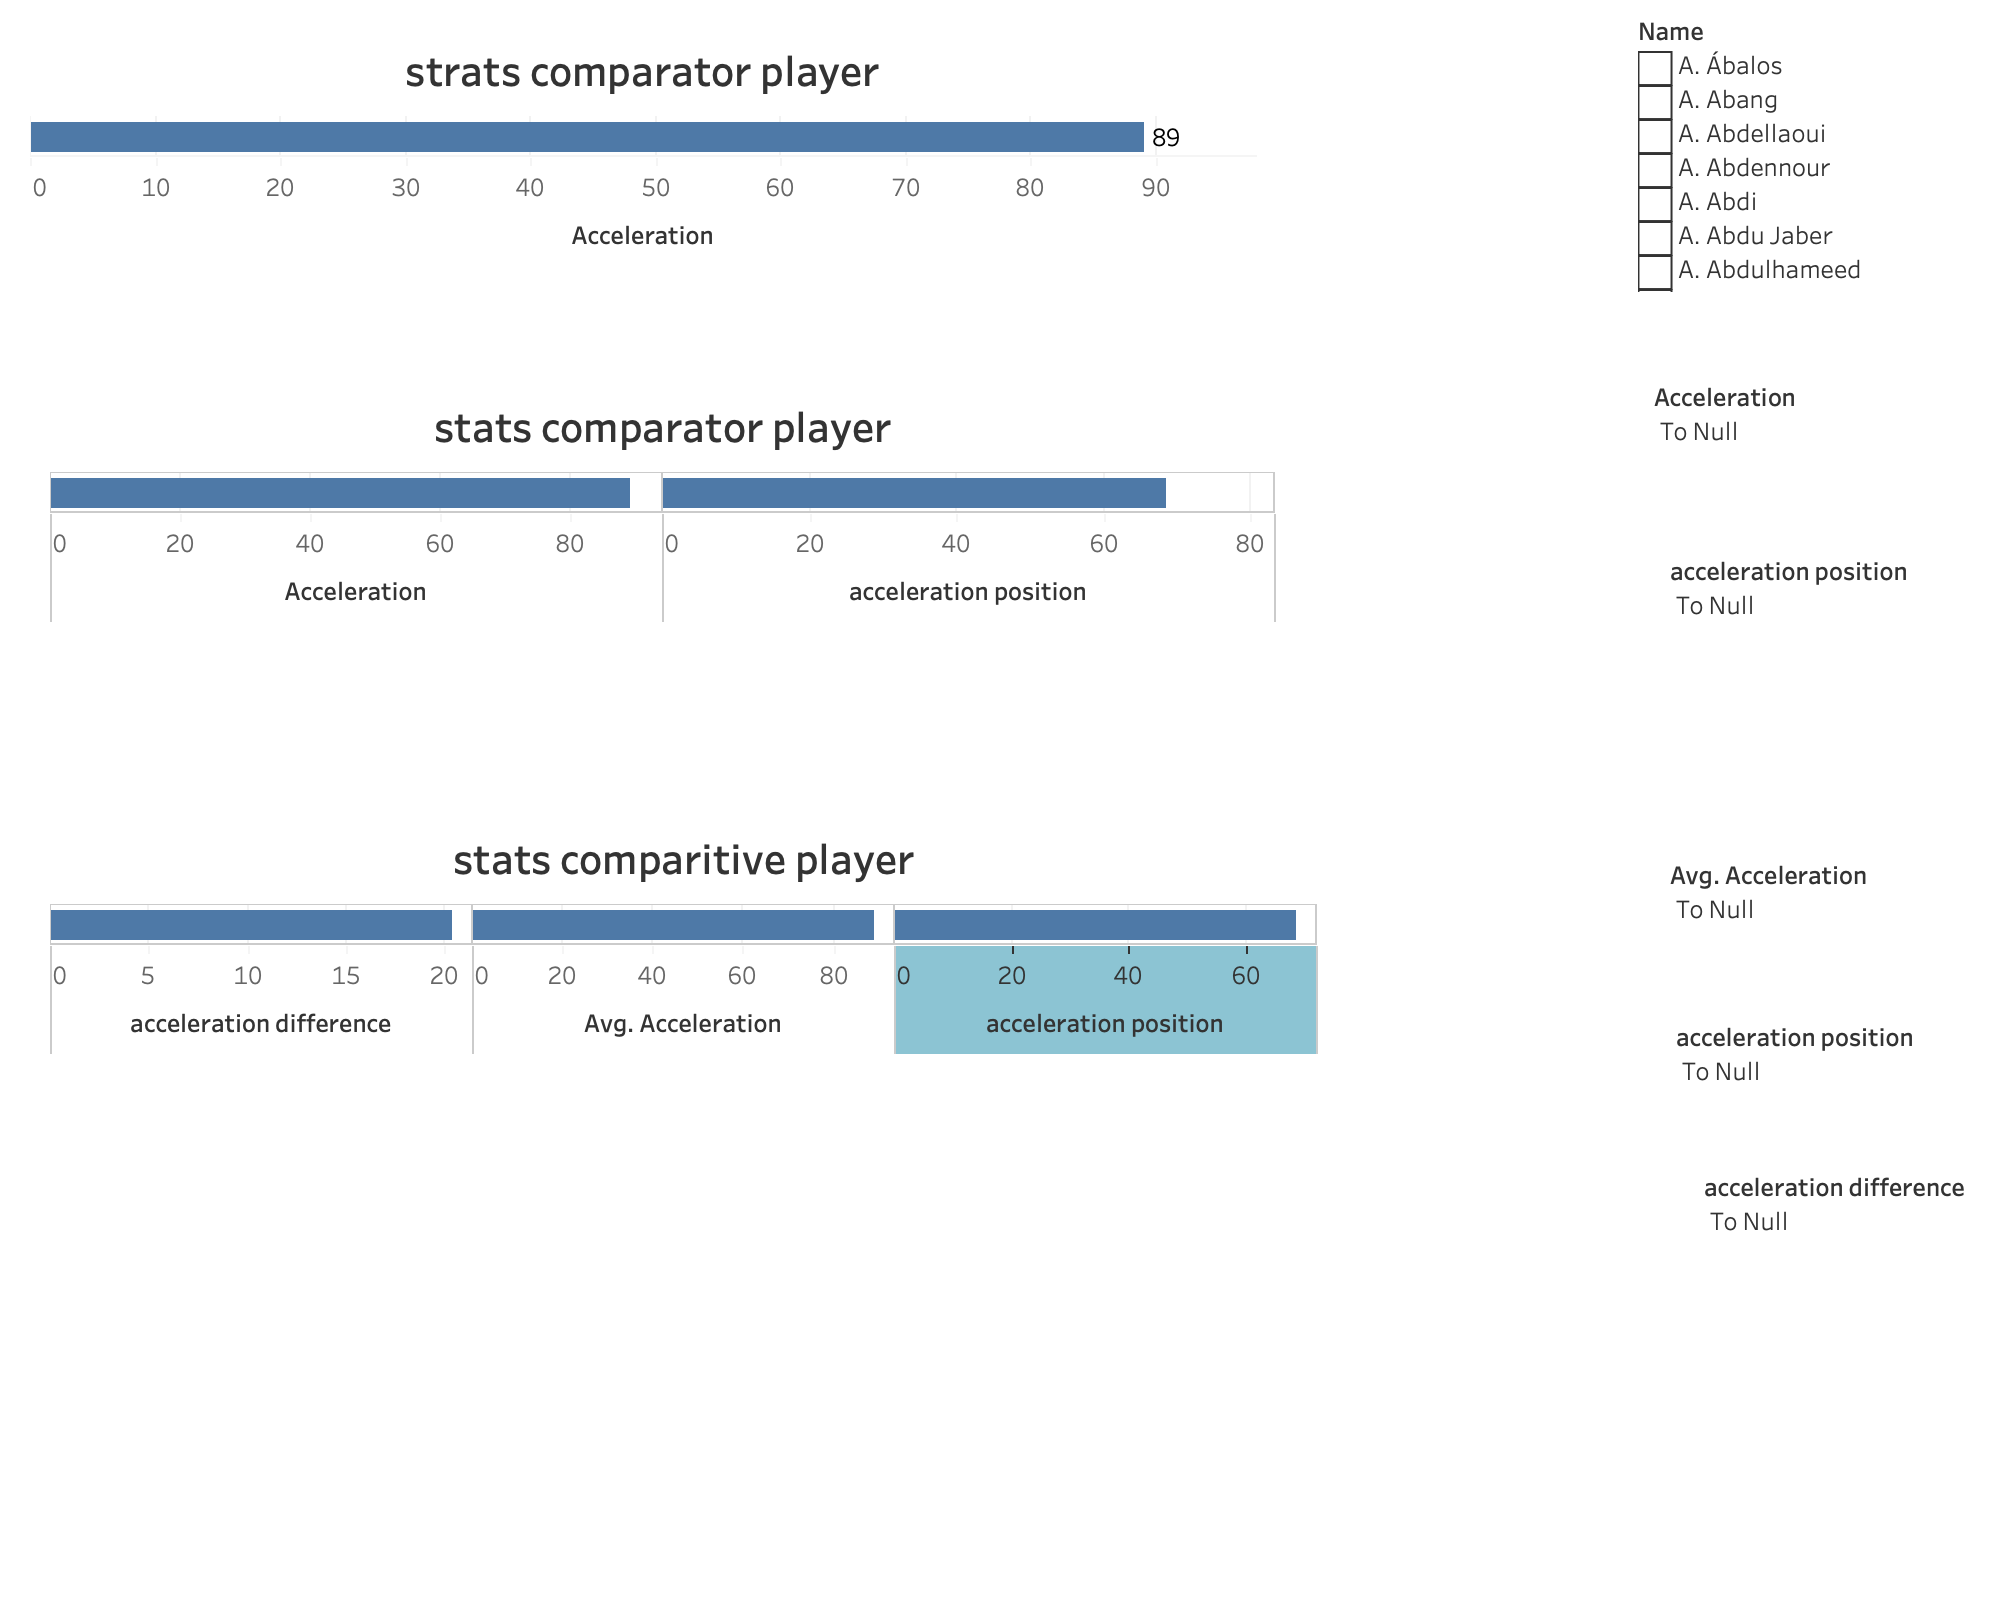 strats comparator player
89
0 10 20 30 40 50 60 70 80 90
Acceleration
Name
A. Ábalos
A. Abang
A. Abdellaoui
A. Abdennour
A. Abdi
A. Abdu Jaber
A. Abdulhameed
stats comparator player
0 20 40 60 80 0 20 40 60 80
Acceleration acceleration position
Acceleration
To Null
acceleration position
To Null
stats comparitive player
0 5 10 15 20 0 20 40 60 80 0 20 40 60
acceleration difference Avg. Acceleration acceleration position
Avg. Acceleration
To Null
acceleration position
To Null
acceleration difference
To Null